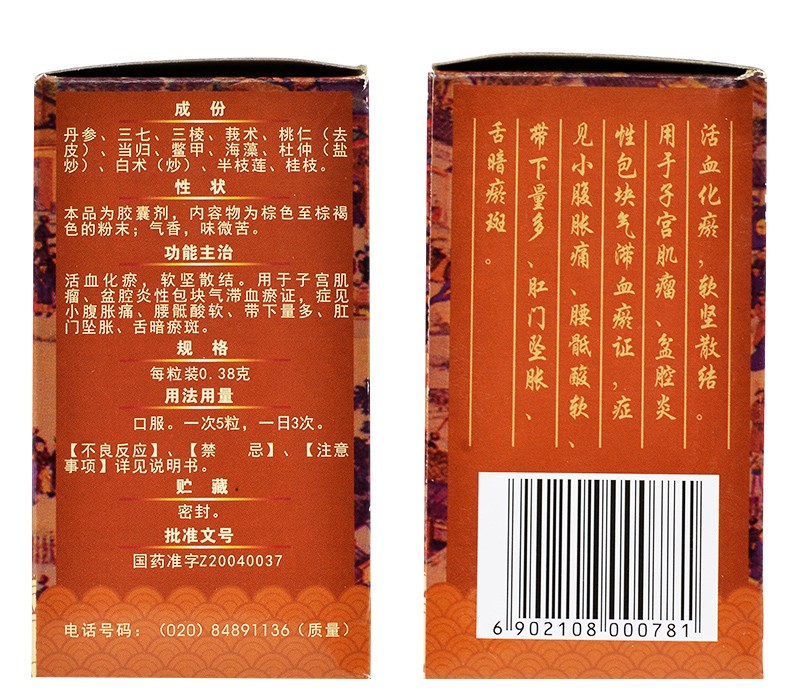 成 份
丹参、三七、三棱、莪术、桃仁（去
皮）、当归、鳖甲、海藻、杜仲（盐
炒）、白术（炒）、半枝莲、桂枝。
性 状
本品为胶囊剂，内容物为棕色至棕褐
色的粉末；气香，味微苦。
功能主治
活血化瘀，软坚散结。用于子宫肌
瘤、盆腔炎性包块气滞血瘀证，症见
小腹胀痛、腰骶酸软、带下量多、肛
门坠胀、舌暗瘀斑。
规 格
每粒装0.38克
用法用量
口服。一次5粒，一日3次。
【不良反应】、【禁 忌】、【注意
事项】详见说明书。
贮 藏
密封。
批准文号
国药准字Z20040037
电话号码：（020）84891136（质量）
活血化瘀，软坚散结。
用于子宫肌瘤、盆腔炎
性包块气滞血瘀证，症
见小腹胀痛、腰骶酸软、
带下量多、肛门坠胀、
舌暗瘀斑。
6 902108 000781